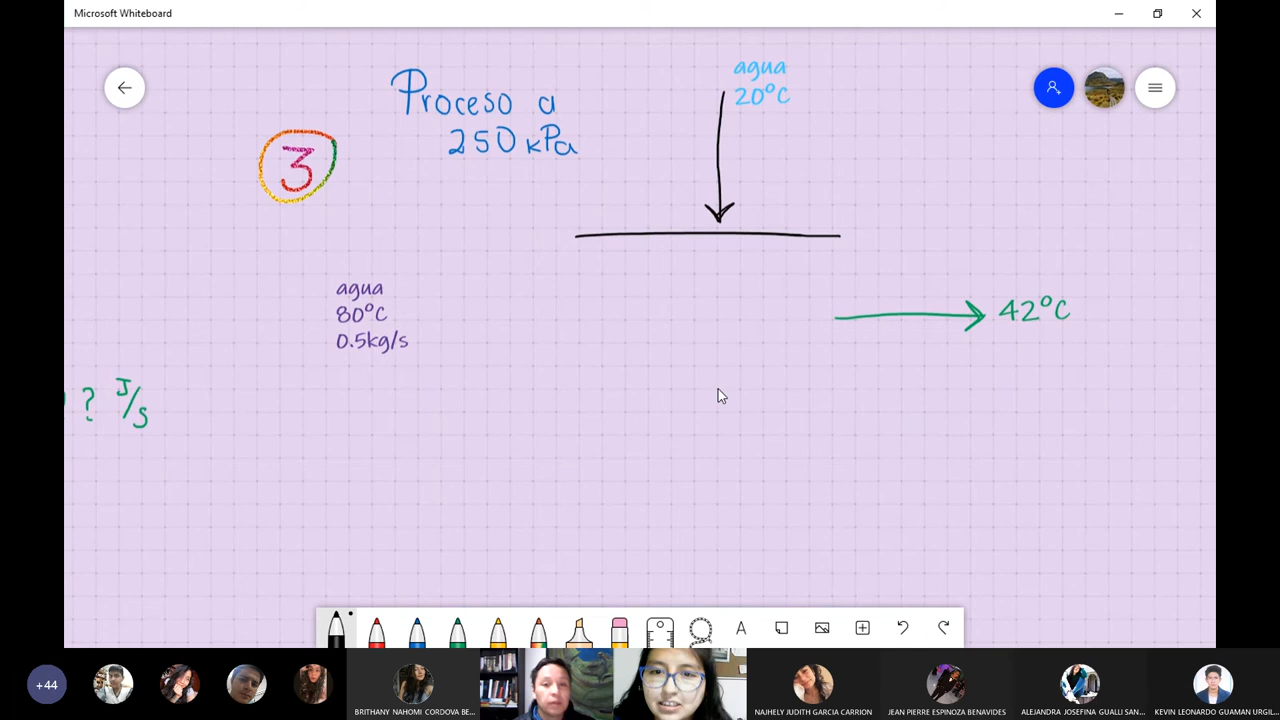 Microsoft Whiteboard
agua
20°C
Proceso a
250 kPa
3
agua
80°C
0.5kg/s
42°C
? J/s
A
+44
BRITHANY NAHOMI CORDOVA BE...
NAJHELY JUDITH GARCIA CARRION
JEAN PIERRE ESPINOZA BENAVIDES
ALEJANDRA JOSEFINA GUALLI SAN...
KEVIN LEONARDO GUAMAN URGIL...